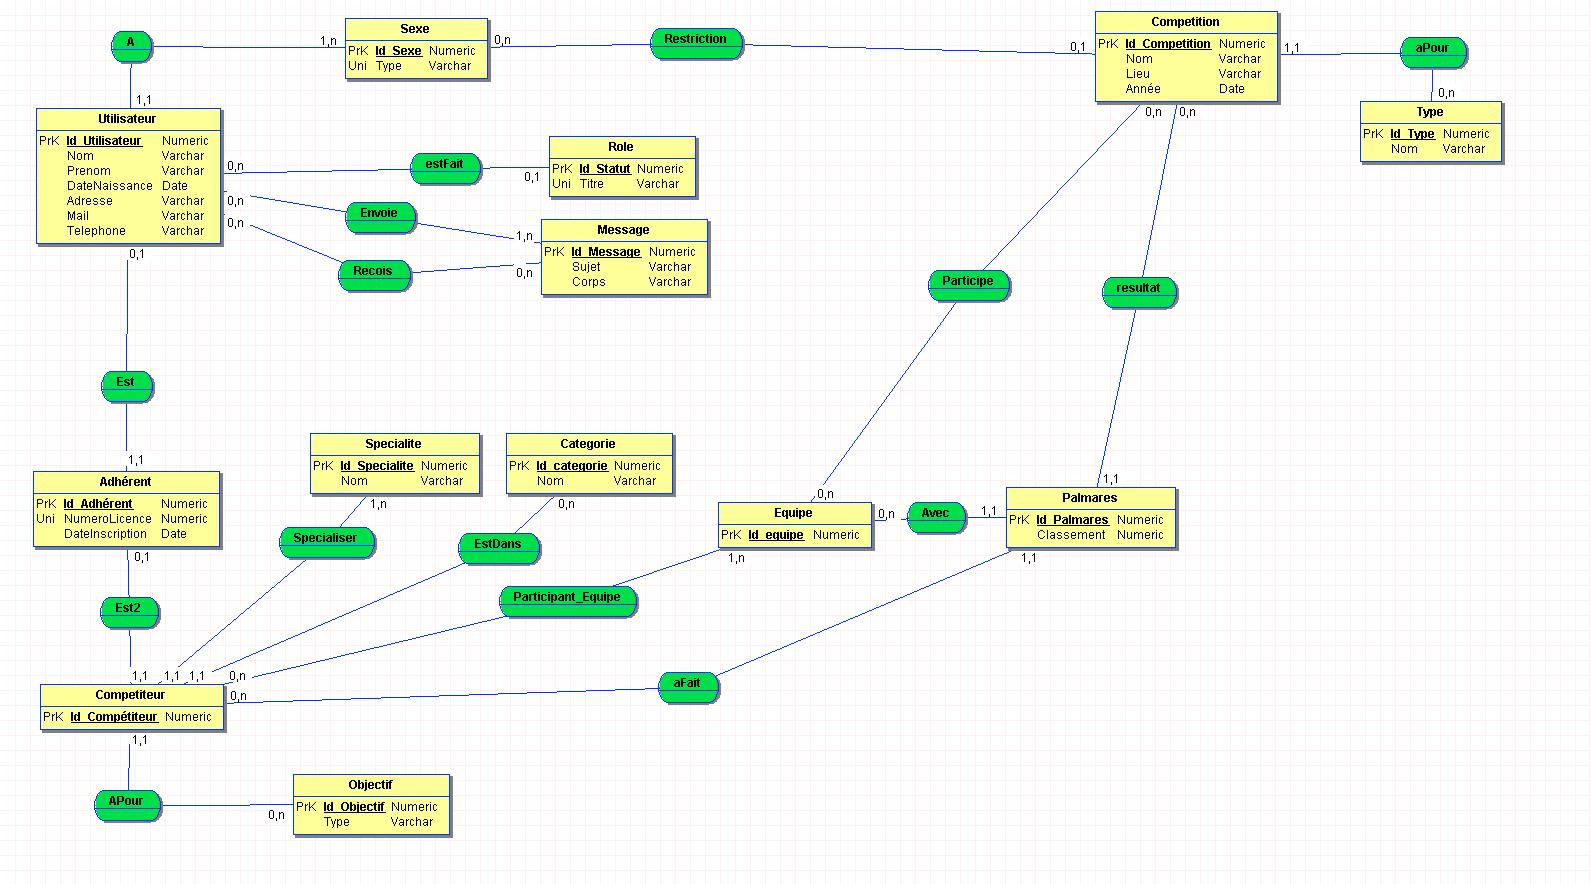 A
1,n
1,1
Sexe
PrK Id_Sexe Numeric
Uni Type Varchar
0,n
Restriction
0,1
Competition
PrK Id_Competition Numeric
Nom Varchar
Lieu Varchar
Année Date
1,1
aPour
0,n
Type
PrK Id_Type Numeric
Nom Varchar
Utilisateur
PrK Id_Utilisateur Numeric
Nom Varchar
Prenom Varchar
DateNaissance Date
Adresse Varchar
Mail Varchar
Telephone Varchar
0,n
estFait
0,1
Role
PrK Id_Statut Numeric
Uni Titre Varchar
0,n
Envoie
1,n
0,n
Recois
0,n
Message
PrK Id_Message Numeric
Sujet Varchar
Corps Varchar
0,n
0,n
Participe
resultat
0,1
Est
1,1
Adhérent
PrK Id_Adhérent Numeric
Uni NumeroLicence Numeric
DateInscription Date
0,1
Est2
1,1
Specialite
PrK Id_Specialite Numeric
Nom Varchar
1,n
Specialiser
1,1
Categorie
PrK Id_categorie Numeric
Nom Varchar
0,n
EstDans
1,1
0,n
Equipe
PrK Id_equipe Numeric
1,n
Participant_Equipe
0,n
0,n
Avec
1,1
1,1
Palmares
PrK Id_Palmares Numeric
Classement Numeric
1,1
aFait
0,n
Competiteur
PrK Id_Compétiteur Numeric
1,1
APour
0,n
Objectif
PrK Id_Objectif Numeric
Type Varchar